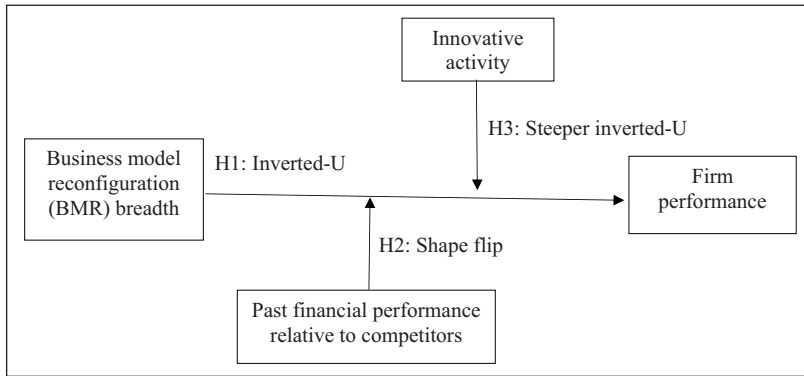 Innovative
activity
H3: Steeper inverted-U
Business model
reconfiguration
(BMR) breadth
H1: Inverted-U
Firm
performance
H2: Shape flip
Past financial performance
relative to competitors